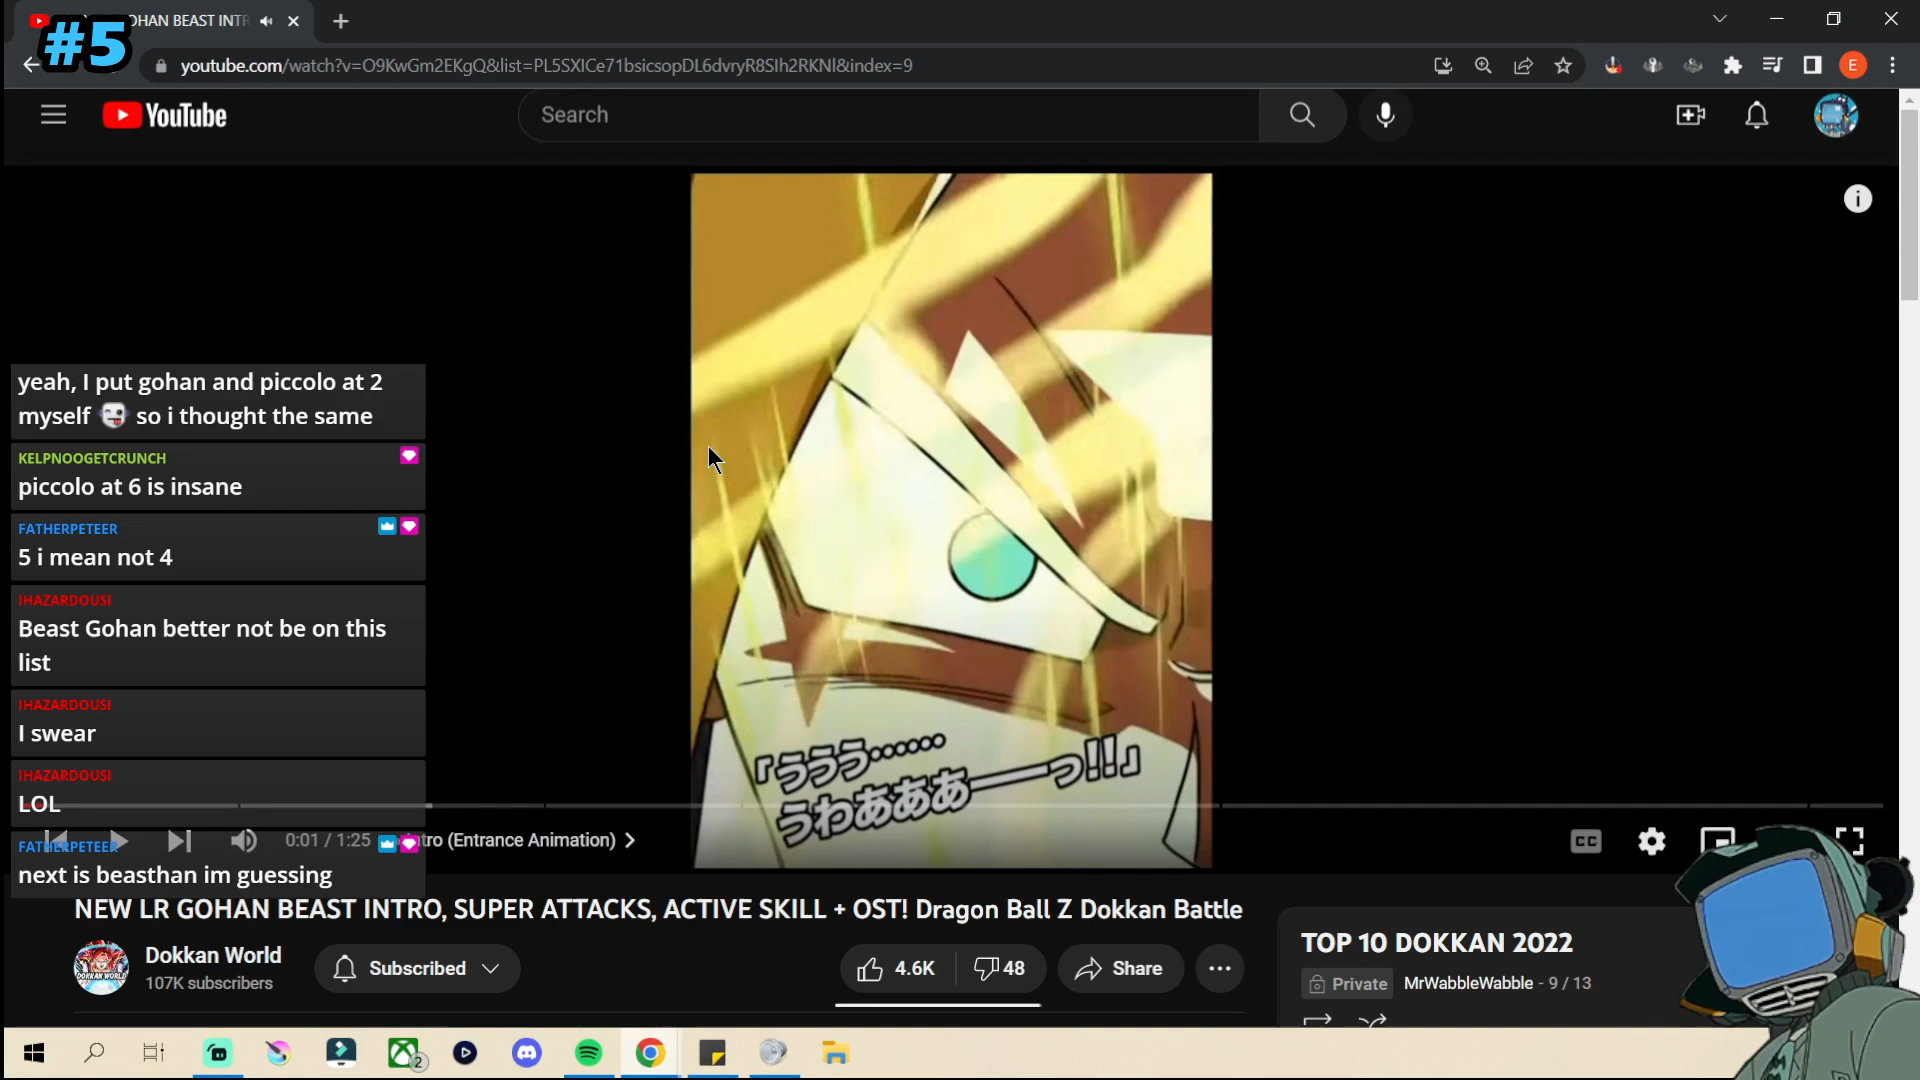 #5
OHAN BEAST INTR
youtube.com/watch?v=O9KwGm2EKgQ&list=PL5SXICe71bsicsopDL6dvryR8SIh2RKNl&index=9
E
YouTube
Search
yeah, I put gohan and piccolo at 2
myself 👻 so i thought the same
KELPNOOGETCRUNCH
piccolo at 6 is insane
FATHERPETEER
5 i mean not 4
IHAZARDOUSI
Beast Gohan better not be on this
list
IHAZARDOUSI
I swear
IHAZARDOUSI
LOL
FATHERPETEER
next is beasthan im guessing
「ううう……
うわあああーーっ!!」
0:01 / 1:25
tro (Entrance Animation)
CC
NEW LR GOHAN BEAST INTRO, SUPER ATTACKS, ACTIVE SKILL + OST! Dragon Ball Z Dokkan Battle
Dokkan World
107K subscribers
Subscribed
4.6K
48
Share
TOP 10 DOKKAN 2022
Private
MrWabbleWabble - 9 / 13
2